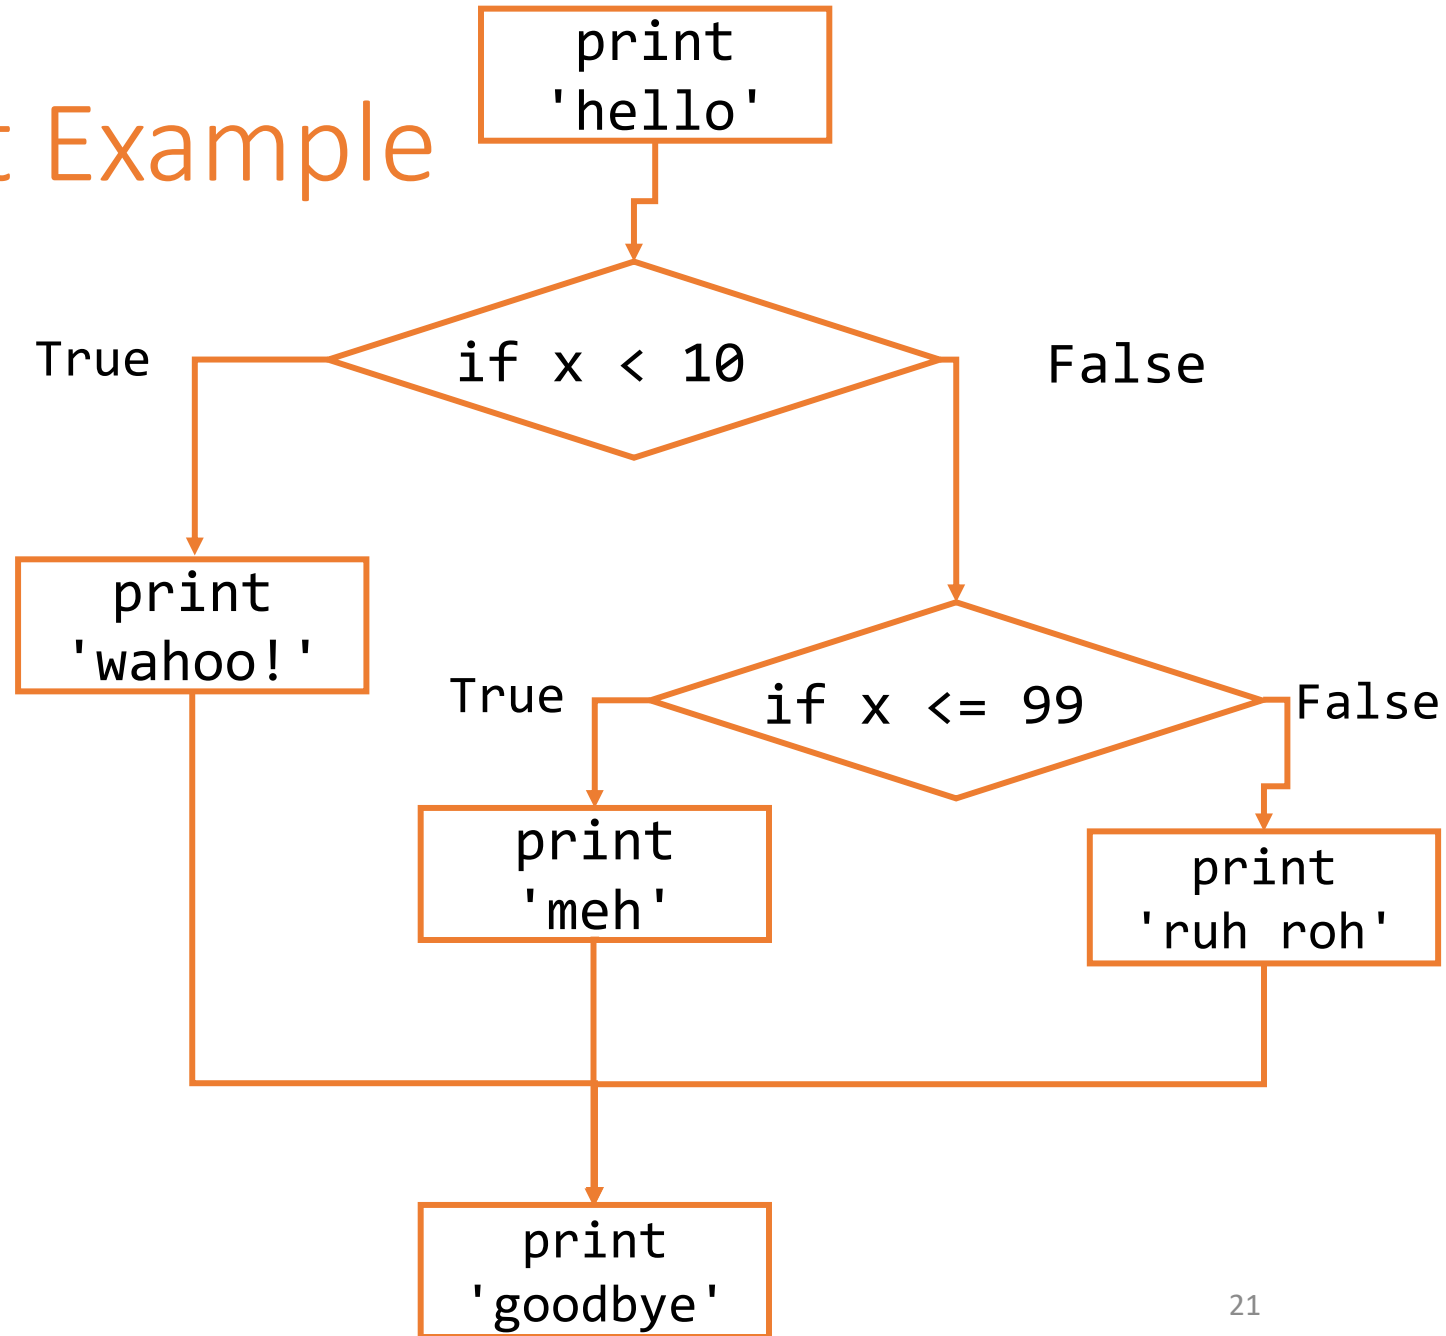 print
'hello'
t Example
if x < 10
True
False
print
'wahoo!'
if x <= 99
True
False
print
'meh'
print
'ruh roh'
print
'goodbye'
21